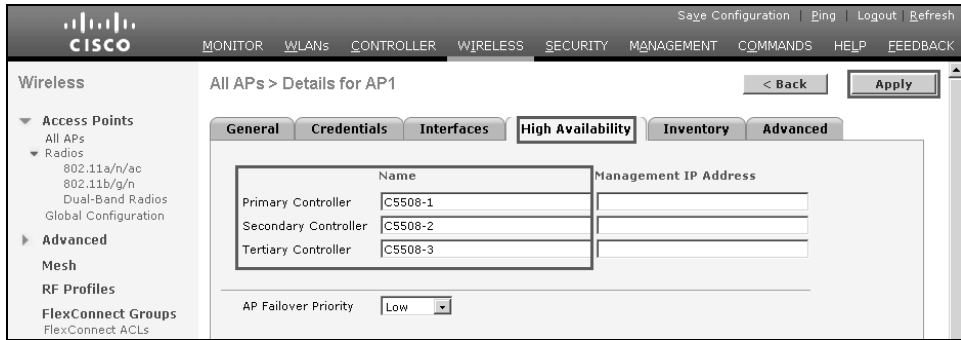 Save Configuration | Ping | Logout | Refresh
CISCO
MONITOR WLANs CONTROLLER WIRELESS SECURITY MANAGEMENT COMMANDS HELP FEEDBACK
Wireless
All APs > Details for AP1
< Back
Apply
Access Points
All APs
Radios
802.11a/n/ac
802.11b/g/n
Dual-Band Radios
Global Configuration
Advanced
Mesh
RF Profiles
FlexConnect Groups
FlexConnect ACLs
General Credentials Interfaces High Availability Inventory Advanced
Name Management IP Address
Primary Controller C5508-1
Secondary Controller C5508-2
Tertiary Controller C5508-3
AP Failover Priority Low